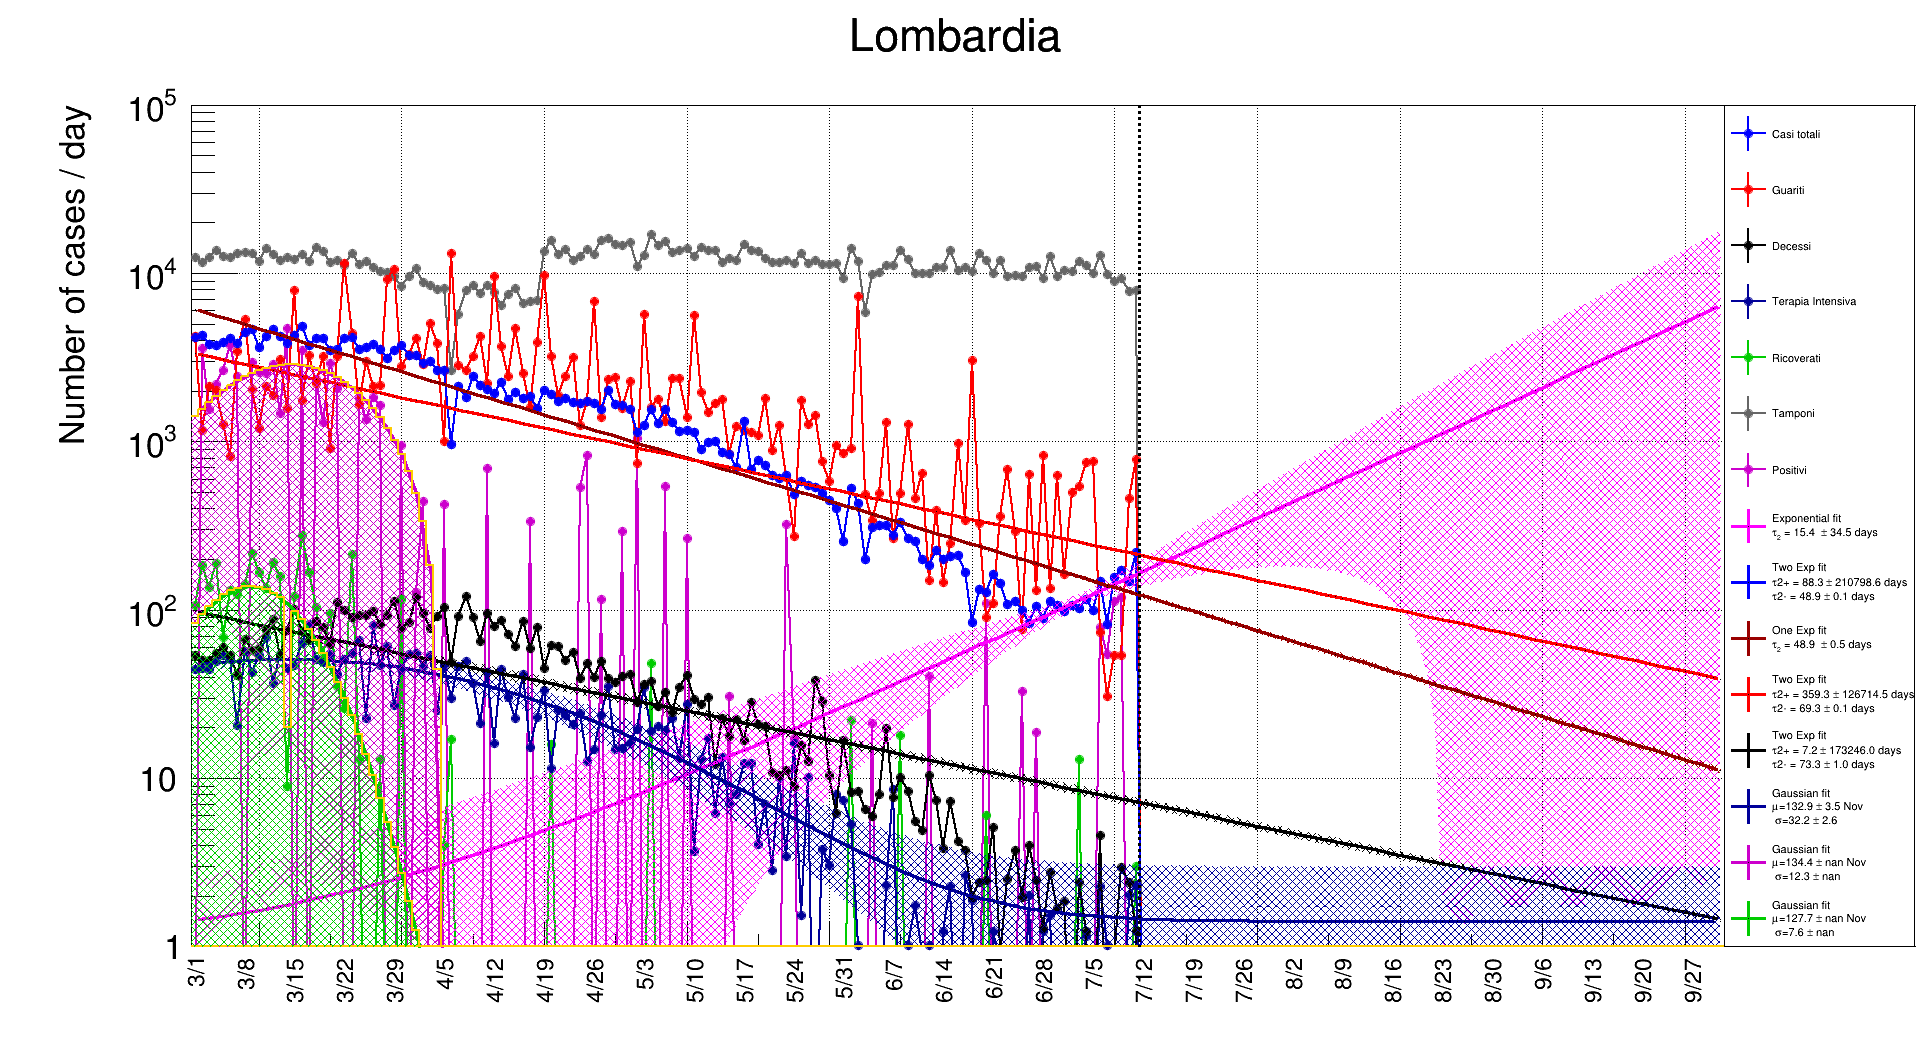 Lombardia
Number of cases / day
10⁵
10⁴
10³
10²
10
1
3/1 3/8 3/15 3/22 3/29 4/5 4/12 4/19 4/26 5/3 5/10 5/17 5/24 5/31 6/7 6/14 6/21 6/28 7/5 7/12 7/19 7/26 8/2 8/9 8/16 8/23 8/30 9/6 9/13 9/20 9/27
Casi totali
Guariti
Decessi
Terapia Intensiva
Ricoverati
Tamponi
Positivi
Exponential fit
τ₂ = 15.4 ± 34.5 days
Two Exp fit
τ2+ = 88.3 ± 210798.6 days
τ2- = 48.9 ± 0.1 days
One Exp fit
τ₂ = 48.9 ± 0.5 days
Two Exp fit
τ2+ = 359.3 ± 126714.5 days
τ2- = 69.3 ± 0.1 days
Two Exp fit
τ2+ = 7.2 ± 173246.0 days
τ2- = 73.3 ± 1.0 days
Gaussian fit
μ=132.9 ± 3.5 Nov
σ=32.2 ± 2.6
Gaussian fit
μ=134.4 ± nan Nov
σ=12.3 ± nan
Gaussian fit
μ=127.7 ± nan Nov
σ=7.6 ± nan